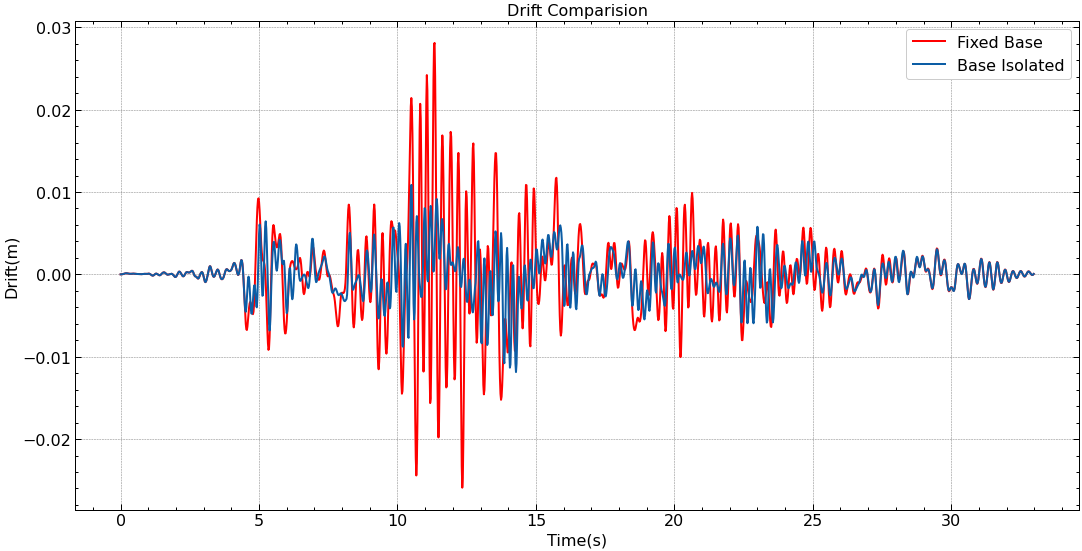 Drift Comparision
Fixed Base
Base Isolated
Drift(m)
0.03
0.02
0.01
0.00
−0.01
−0.02
0 5 10 15 20 25 30
Time(s)